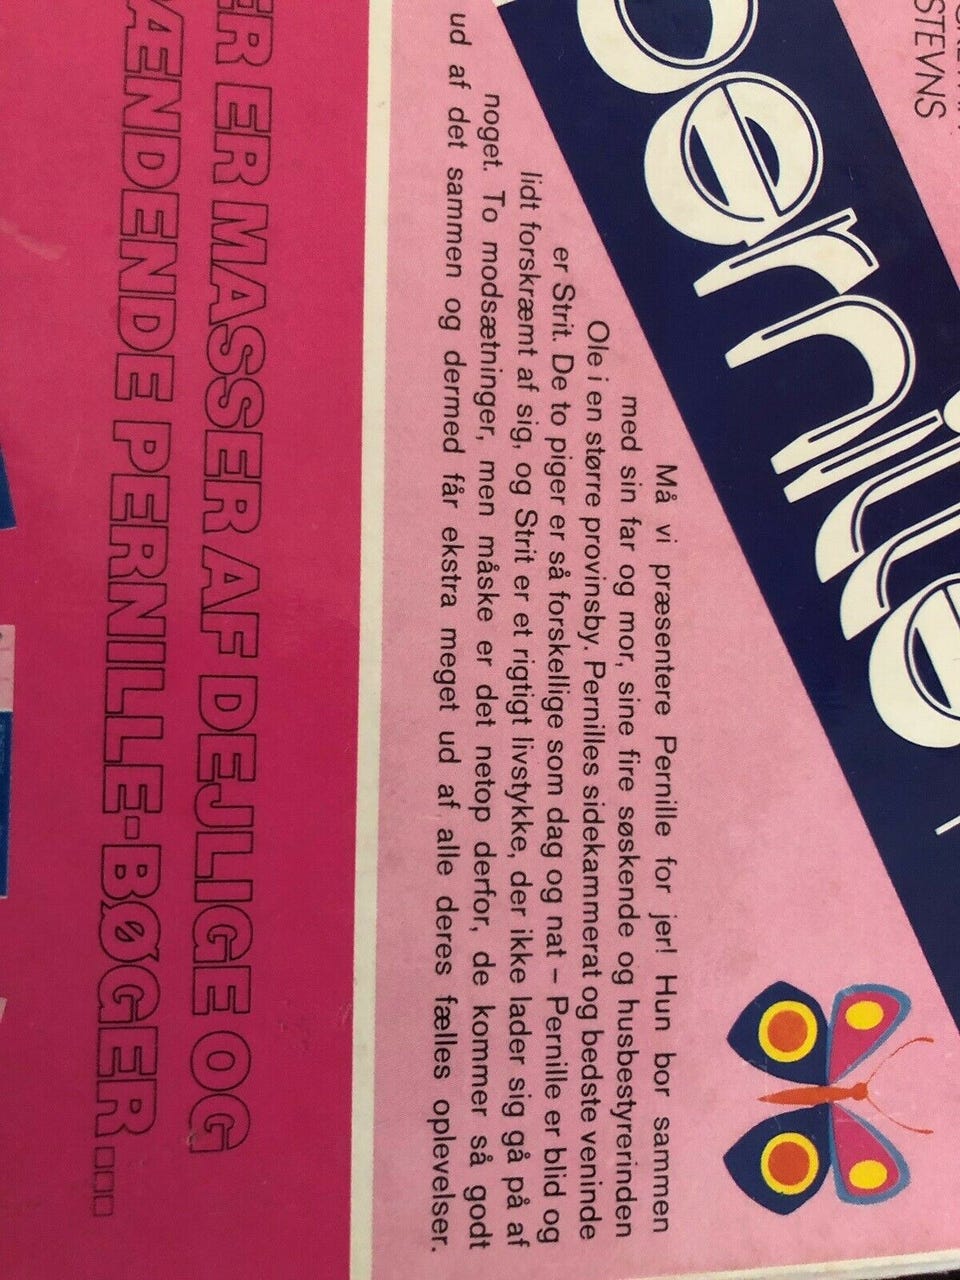 STEVNS
pernille
Må vi præsentere Pernille for jer! Hun bor sammen
med sin far og mor, sine fire søskende og husbestyrerinden
Ole i en større provinsby. Pernilles sidekammerat og bedste veninde
er Strit. De to piger er så forskellige som dag og nat – Pernille er blid og
lidt forskræmt af sig, og Strit er et rigtigt livstykke, der ikke lader sig gå på af
noget. To modsætninger, men måske er det netop derfor, de kommer så godt
ud af det sammen og dermed får ekstra meget ud af alle deres fælles oplevelser.
ER ER MASSER AF DEJLIGE OG
ÆNDENDE PERNILLE-BØGER...